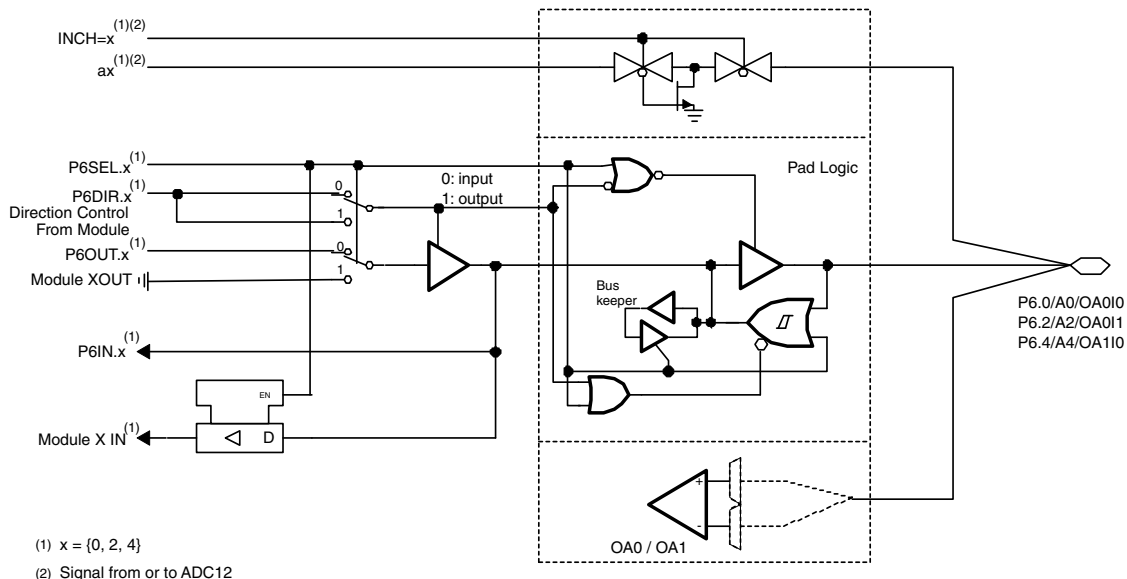 INCH=x(1)(2)
ax(1)(2)
P6SEL.x(1)
P6DIR.x(1)
Direction Control
From Module
P6OUT.x(1)
Module XOUT
P6IN.x(1)
Module X IN(1)
0
1
0
1
0: input
1: output
EN
D
Pad Logic
Bus
keeper
+
-
OA0 / OA1
P6.0/A0/OA0I0
P6.2/A2/OA0I1
P6.4/A4/OA1I0
(1) x = {0, 2, 4}
(2) Signal from or to ADC12